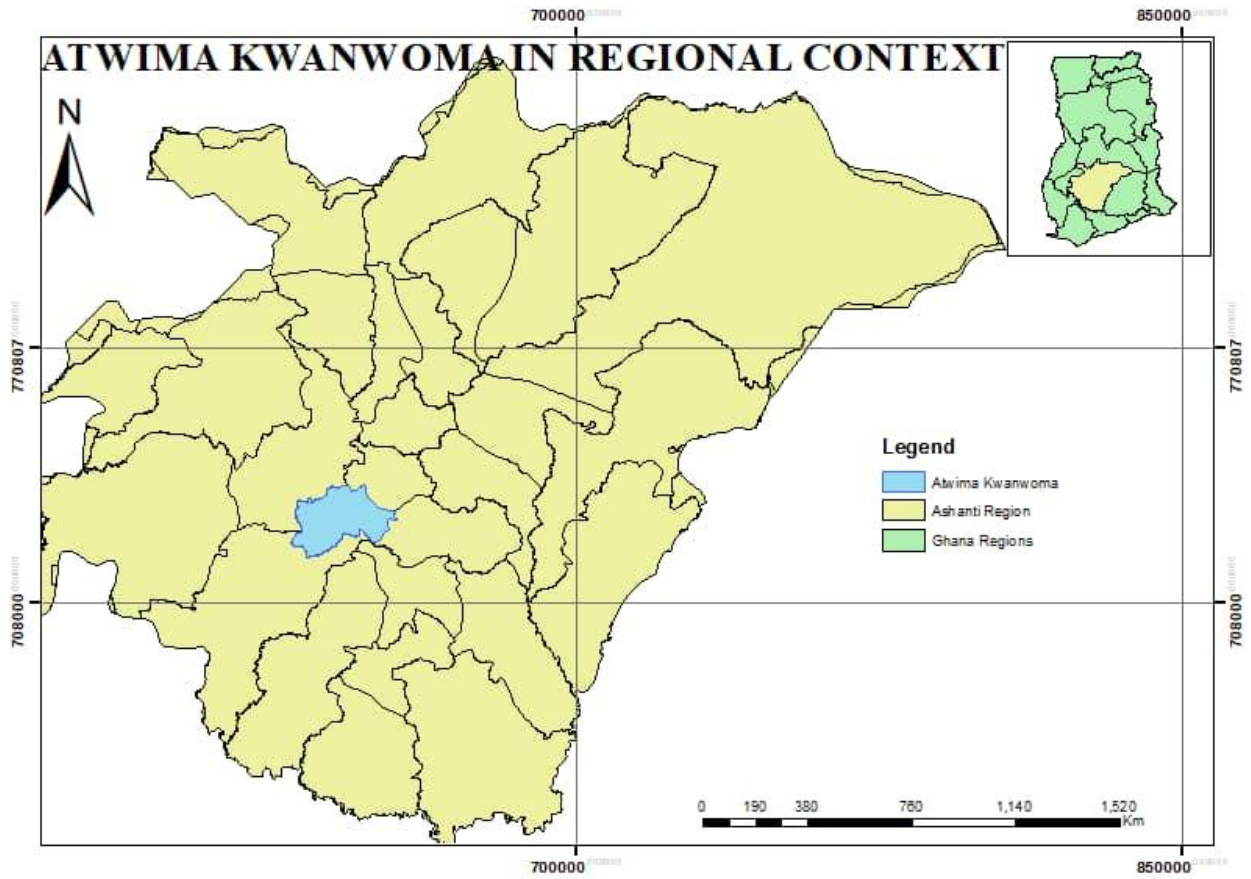 700000
850000
ATWIMA KWANWOMA IN REGIONAL CONTEXT
N
770807
770807
Legend
Atwima Kwanwoma
Ashanti Region
Ghana Regions
708000
708000
0 190 380 760 1,140 1,520
Km
700000
850000